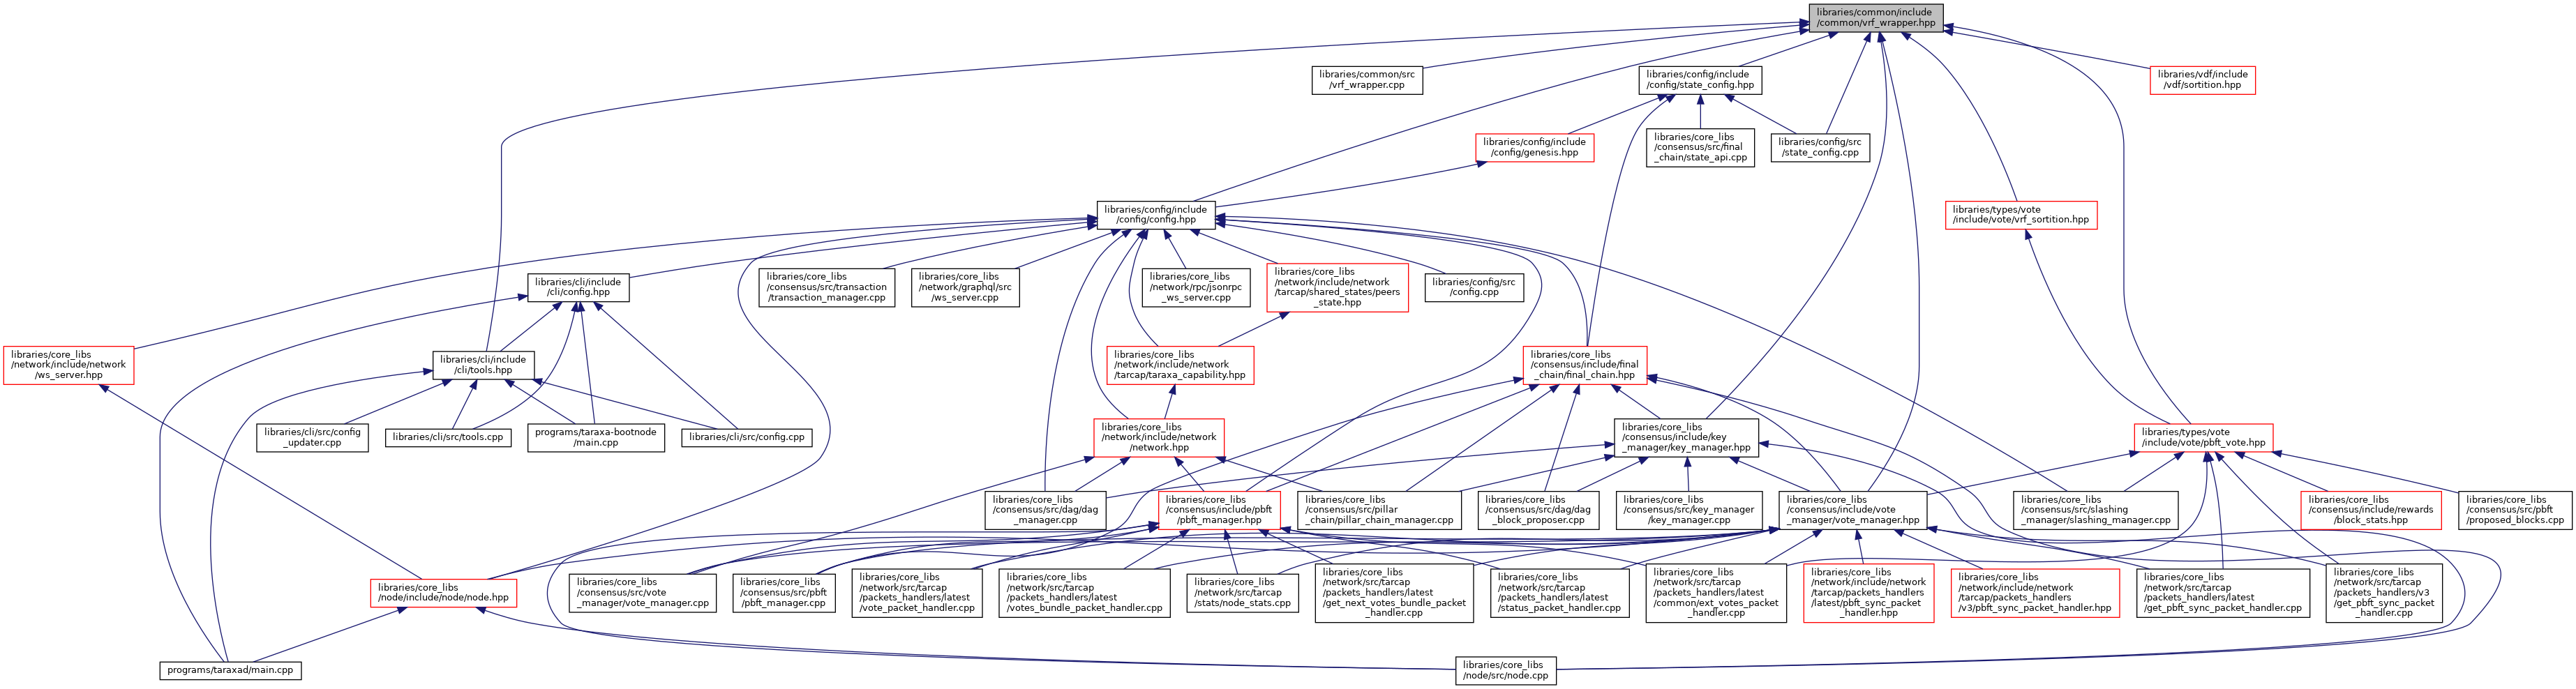 libraries/common/include
/common/vrf_wrapper.hpp
libraries/common/src
/vrf_wrapper.cpp
libraries/config/include
/config/state_config.hpp
libraries/vdf/include
/vdf/sortition.hpp
libraries/config/include
/config/genesis.hpp
libraries/core_libs
/consensus/src/final
_chain/state_api.cpp
libraries/config/src
/state_config.cpp
libraries/config/include
/config/config.hpp
libraries/types/vote
/include/vote/vrf_sortition.hpp
libraries/cli/include
/cli/config.hpp
libraries/core_libs
/consensus/src/transaction
/transaction_manager.cpp
libraries/core_libs
/network/graphql/src
/ws_server.cpp
libraries/core_libs
/network/rpc/jsonrpc
_ws_server.cpp
libraries/core_libs
/network/include/network
/tarcap/shared_states/peers
_state.hpp
libraries/config/src
/config.cpp
libraries/core_libs
/network/include/network
/ws_server.hpp
libraries/cli/include
/cli/tools.hpp
libraries/core_libs
/network/include/network
/tarcap/taraxa_capability.hpp
libraries/core_libs
/consensus/include/final
_chain/final_chain.hpp
libraries/cli/src/config
_updater.cpp
libraries/cli/src/tools.cpp
programs/taraxa-bootnode
/main.cpp
libraries/cli/src/config.cpp
libraries/core_libs
/network/include/network
/network.hpp
libraries/core_libs
/consensus/include/key
_manager/key_manager.hpp
libraries/types/vote
/include/vote/pbft_vote.hpp
libraries/core_libs
/consensus/src/dag/dag
_manager.cpp
libraries/core_libs
/consensus/include/pbft
/pbft_manager.hpp
libraries/core_libs
/consensus/src/pillar
_chain/pillar_chain_manager.cpp
libraries/core_libs
/consensus/src/dag/dag
_block_proposer.cpp
libraries/core_libs
/consensus/src/key_manager
/key_manager.cpp
libraries/core_libs
/consensus/include/vote
_manager/vote_manager.hpp
libraries/core_libs
/consensus/src/slashing
_manager/slashing_manager.cpp
libraries/core_libs
/consensus/include/rewards
/block_stats.hpp
libraries/core_libs
/consensus/src/pbft
/proposed_blocks.cpp
libraries/core_libs
/node/include/node/node.hpp
libraries/core_libs
/consensus/src/vote
_manager/vote_manager.cpp
libraries/core_libs
/consensus/src/pbft
/pbft_manager.cpp
libraries/core_libs
/network/src/tarcap
/packets_handlers/latest
/vote_packet_handler.cpp
libraries/core_libs
/network/src/tarcap
/packets_handlers/latest
/votes_bundle_packet_handler.cpp
libraries/core_libs
/network/src/tarcap
/stats/node_stats.cpp
libraries/core_libs
/network/src/tarcap
/packets_handlers/latest
/get_next_votes_bundle_packet
_handler.cpp
libraries/core_libs
/network/src/tarcap
/packets_handlers/latest
/status_packet_handler.cpp
libraries/core_libs
/network/src/tarcap
/packets_handlers/latest
/common/ext_votes_packet
_handler.cpp
libraries/core_libs
/network/include/network
/tarcap/packets_handlers
/latest/pbft_sync_packet
_handler.hpp
libraries/core_libs
/network/include/network
/tarcap/packets_handlers
/v3/pbft_sync_packet_handler.hpp
libraries/core_libs
/network/src/tarcap
/packets_handlers/latest
/get_pbft_sync_packet_handler.cpp
libraries/core_libs
/network/src/tarcap
/packets_handlers/v3
/get_pbft_sync_packet
_handler.cpp
programs/taraxad/main.cpp
libraries/core_libs
/node/src/node.cpp